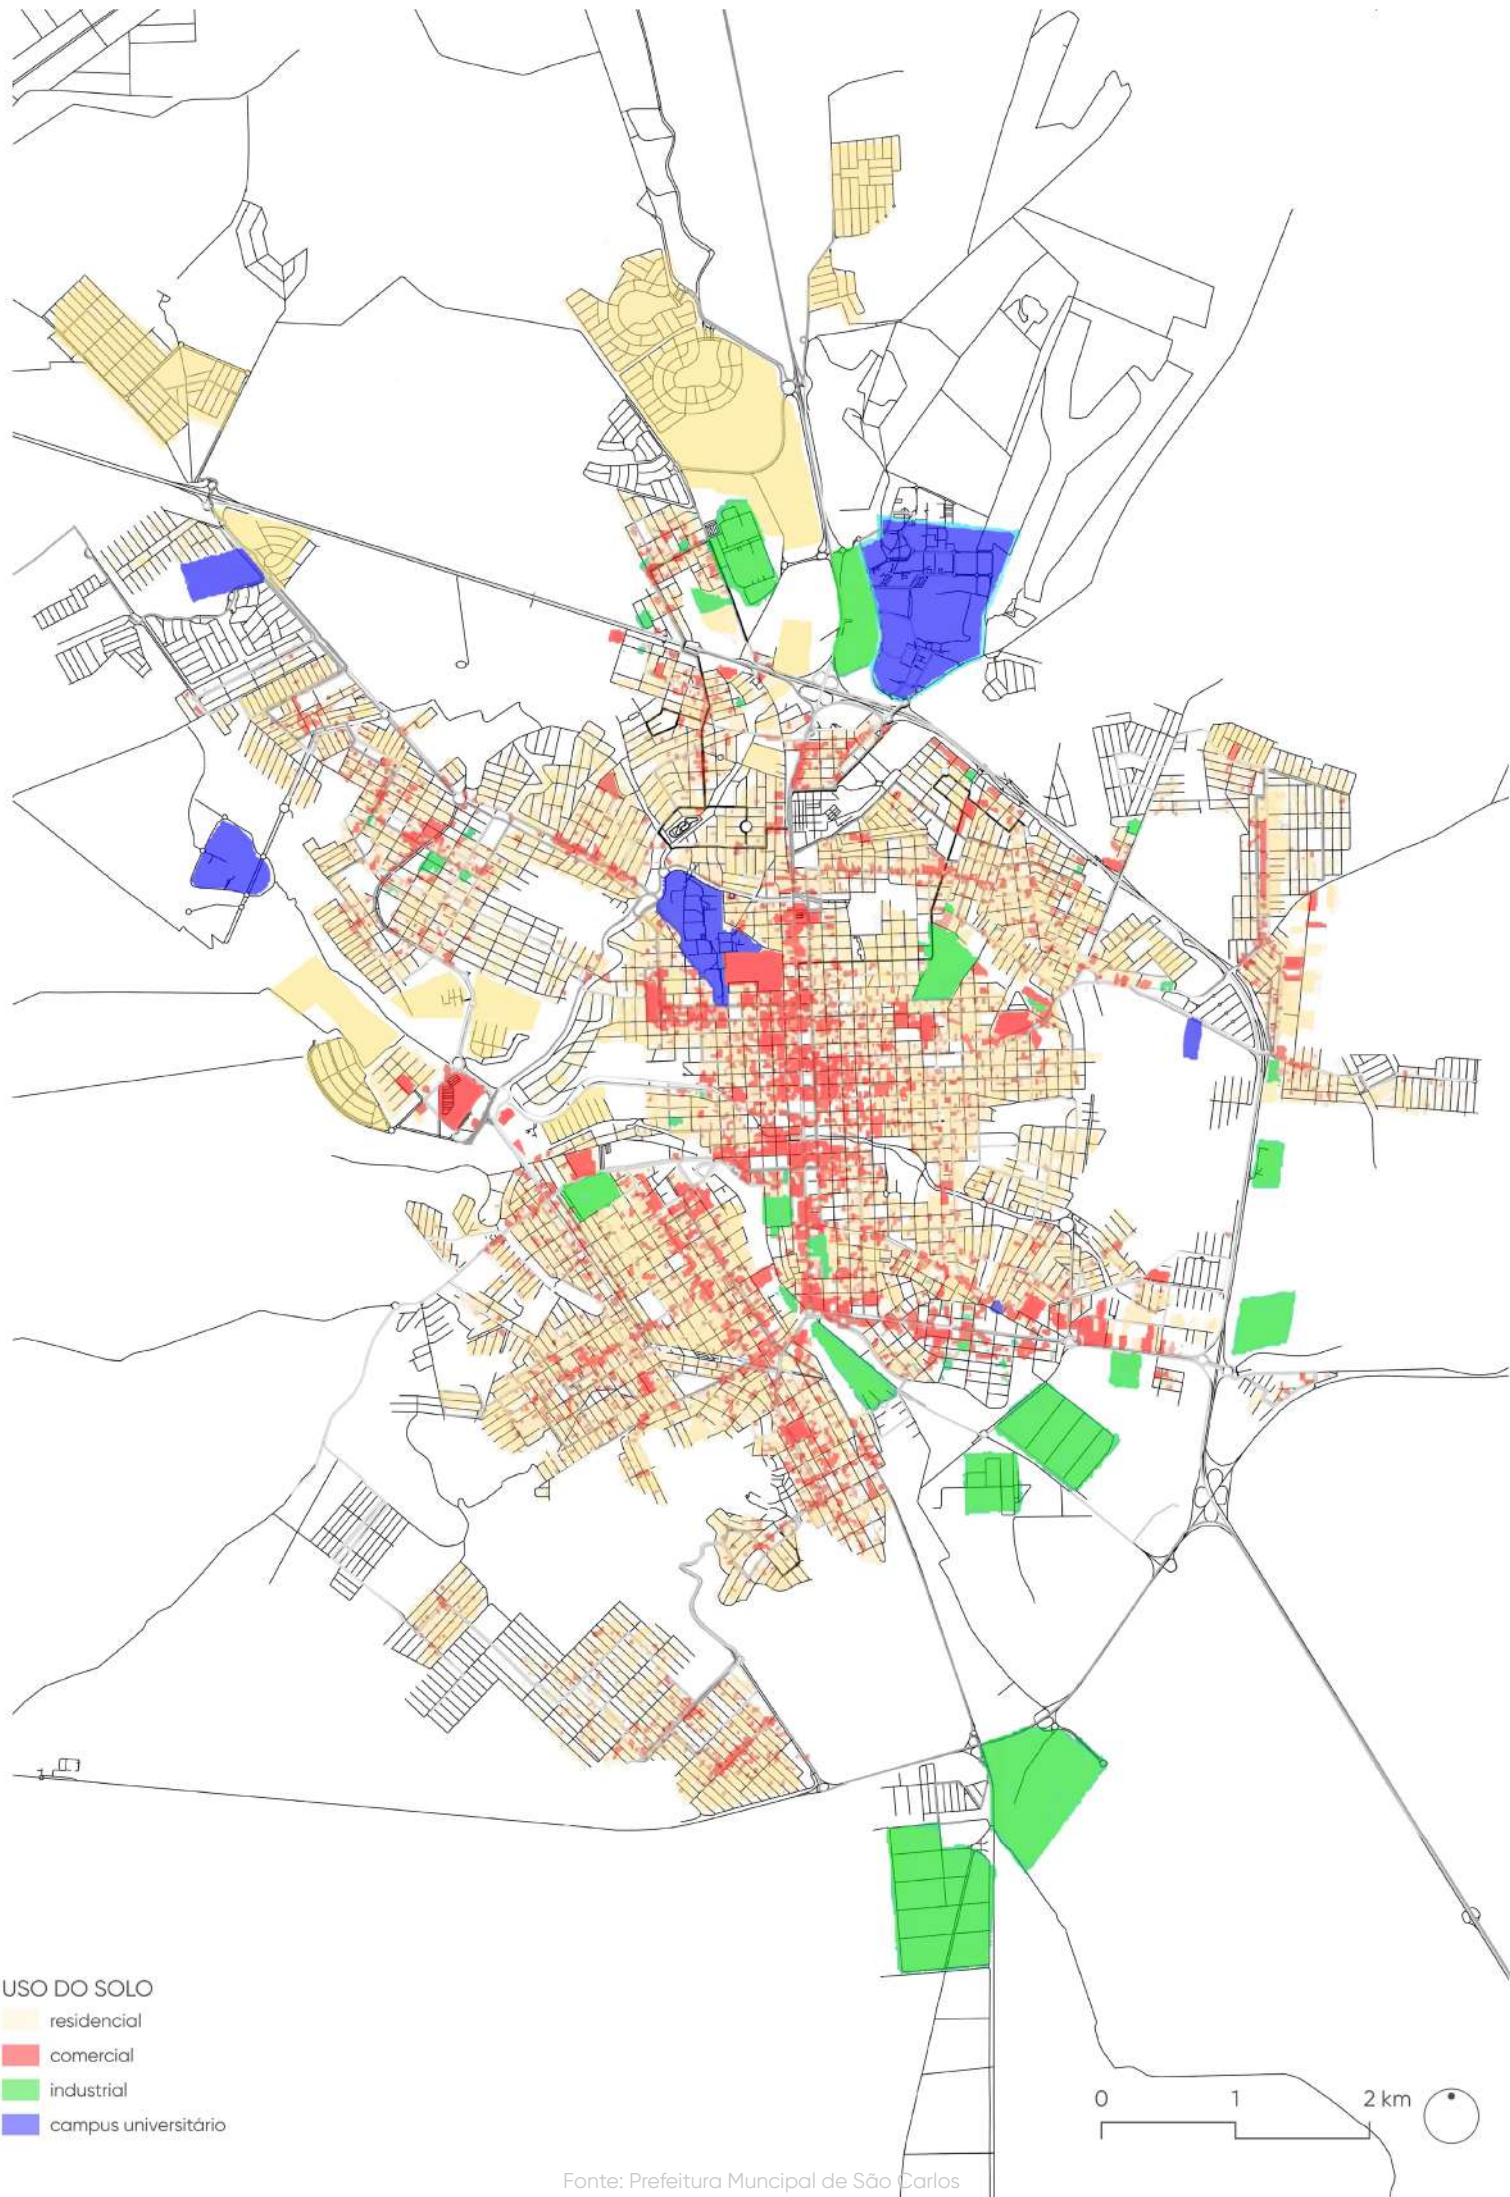 USO DO SOLO
residencial
comercial
industrial
campus universitário
0 1 2 km
Fonte: Prefeitura Muncipal de São Carlos